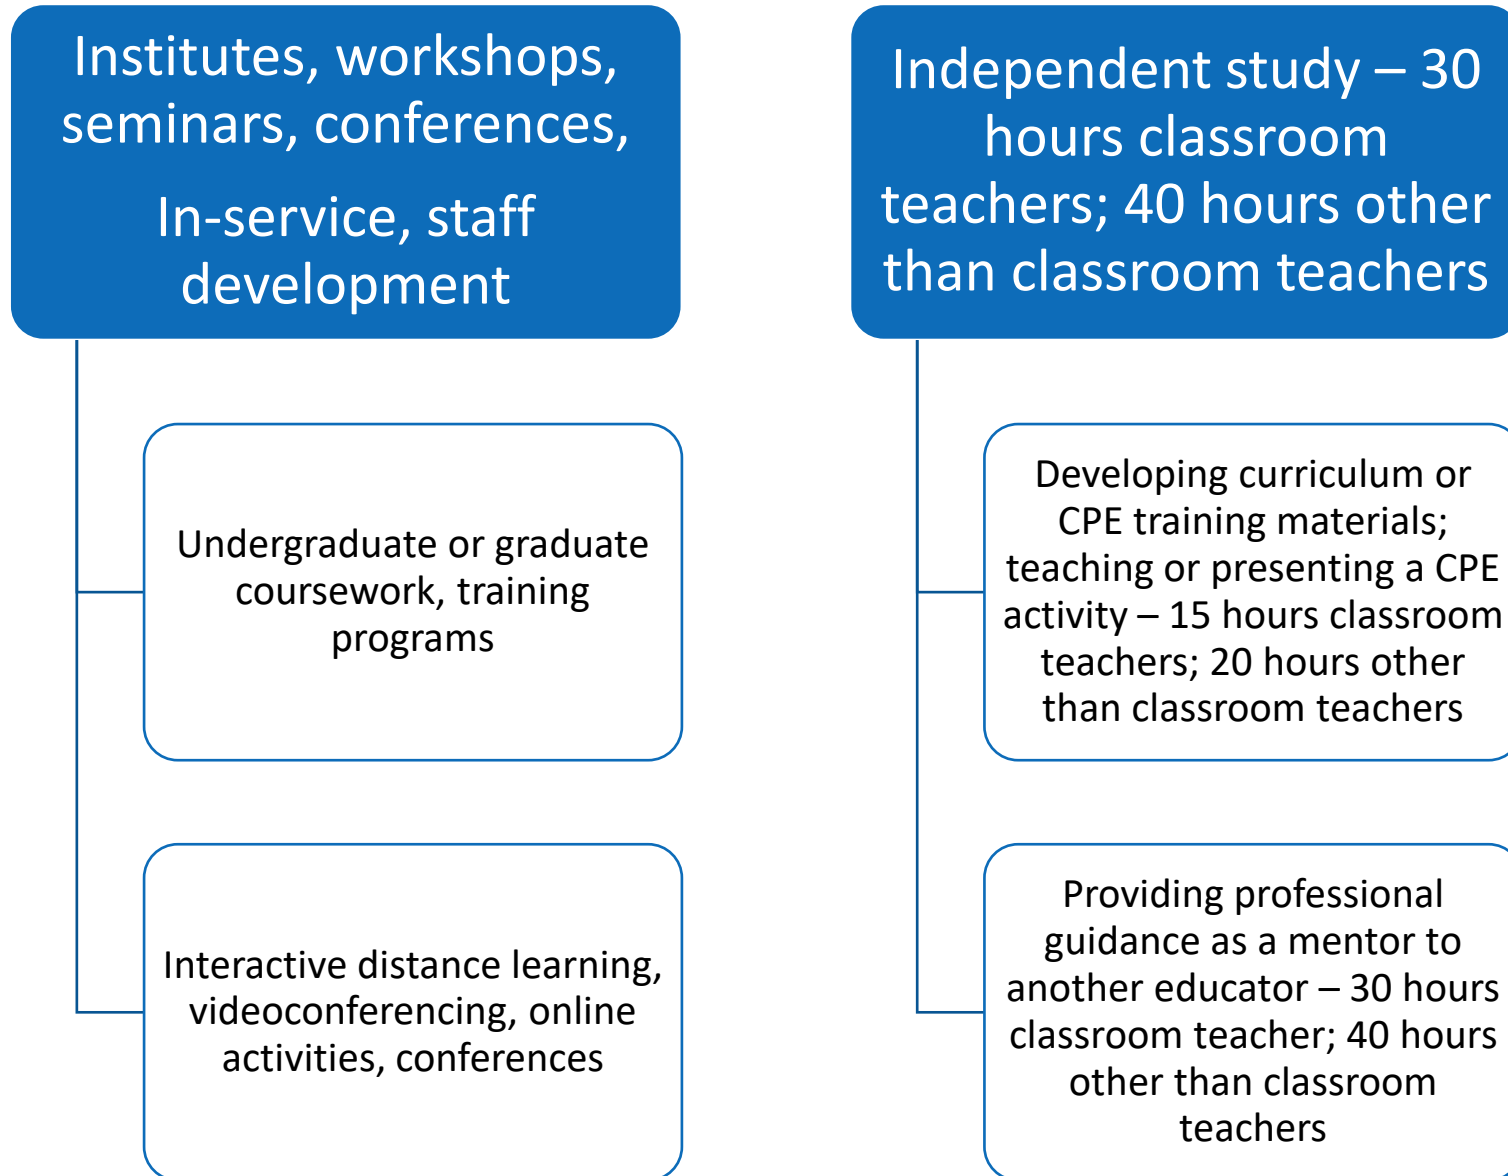 Institutes, workshops,
seminars, conferences,
In-service, staff
development
Undergraduate or graduate
coursework, training
programs
Interactive distance learning,
videoconferencing, online
activities, conferences
Independent study – 30
hours classroom
teachers; 40 hours other
than classroom teachers
Developing curriculum or
CPE training materials;
teaching or presenting a CPE
activity – 15 hours classroom
teachers; 20 hours other
than classroom teachers
Providing professional
guidance as a mentor to
another educator – 30 hours
classroom teacher; 40 hours
other than classroom
teachers